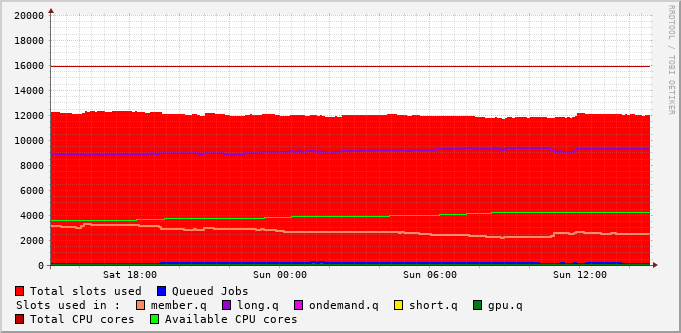 RRDTOOL / TOBI OETIKER
20000
18000
16000
14000
12000
10000
8000
6000
4000
2000
0
Sat 18:00 Sun 00:00 Sun 06:00 Sun 12:00
Total slots used Queued Jobs
Slots used in : member.q long.q ondemand.q short.q gpu.q
Total CPU cores Available CPU cores